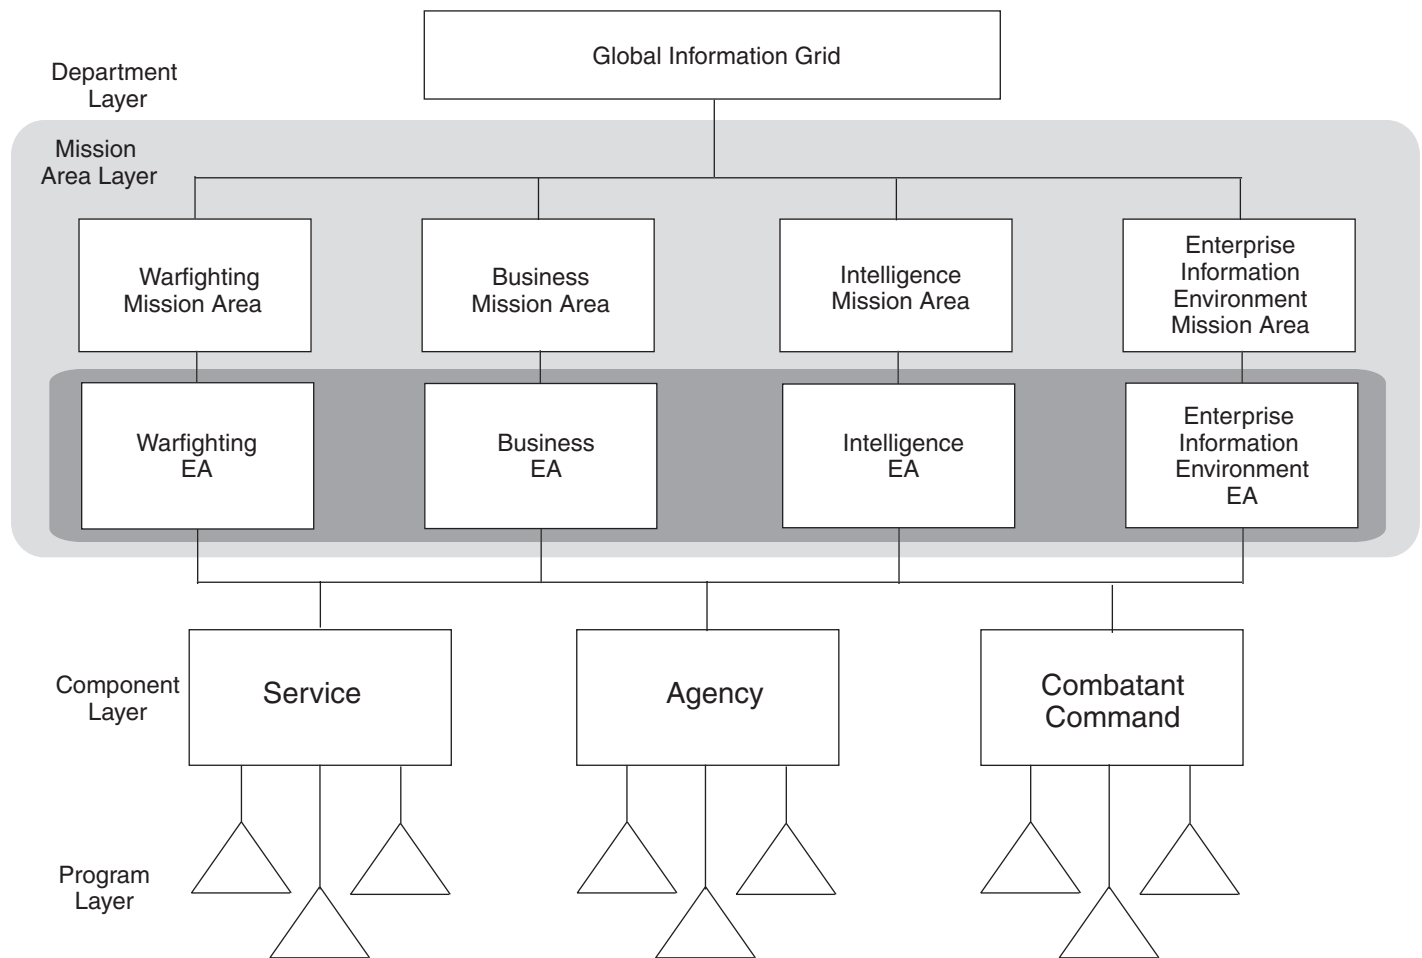 Global Information Grid
Department
Layer
Mission
Area Layer
Warfighting
Mission Area
Business
Mission Area
Intelligence
Mission Area
Enterprise
Information
Environment
Mission Area
Warfighting
EA
Business
EA
Intelligence
EA
Enterprise
Information
Environment
EA
Component
Layer
Service
Agency
Combatant
Command
Program
Layer